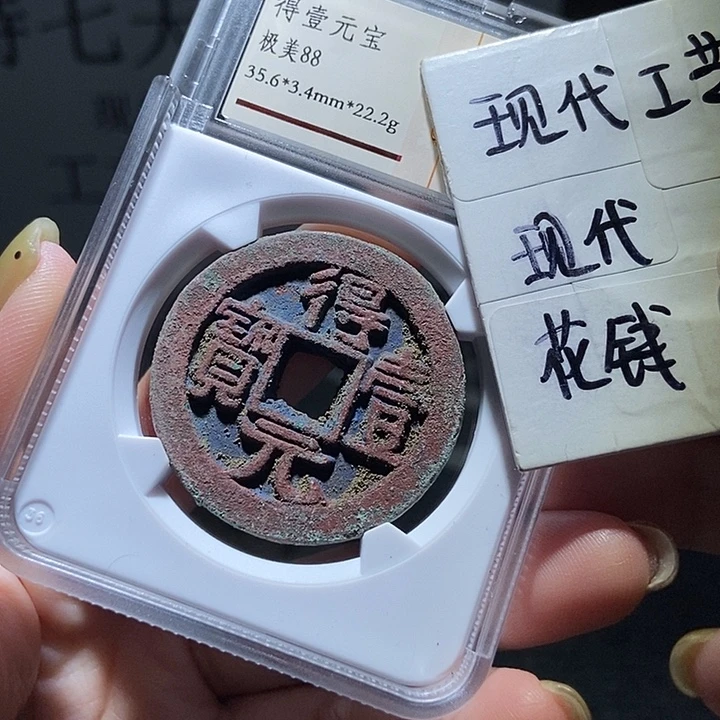 得壹元宝
极美88
35.6*3.4mm*22.2g
现代工艺
现代
花钱
得
壹
元
寶